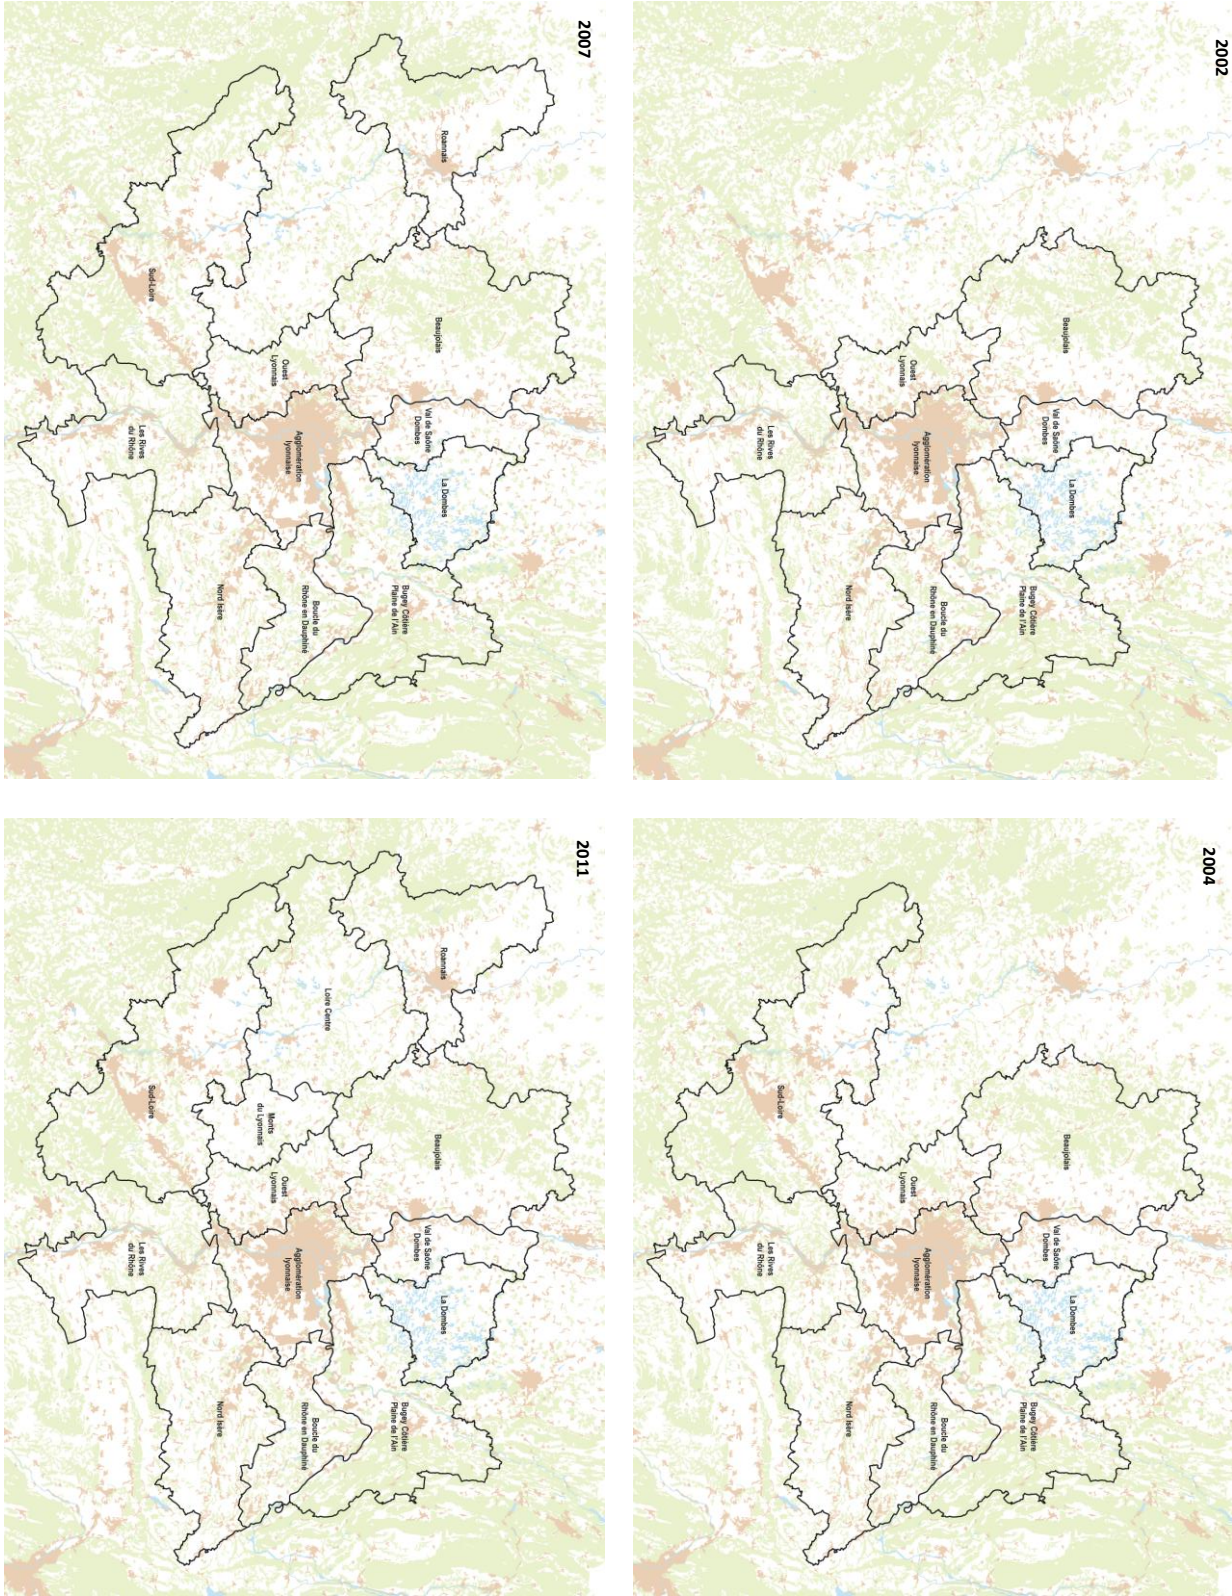 2002
Beaujolais
Val de Saône
Dombes
La Dombes
Bugey Côtière
Plaine de l'Ain
Ouest
Lyonnais
Agglomération
lyonnaise
Boucle du
Rhône en Dauphiné
Nord Isère
Les Rives
du Rhône
2004
Beaujolais
Val de Saône
Dombes
La Dombes
Bugey Côtière
Plaine de l'Ain
Ouest
Lyonnais
Agglomération
lyonnaise
Boucle du
Rhône en Dauphiné
Nord Isère
Sud-Loire
Les Rives
du Rhône
2007
Roannais
Beaujolais
Val de Saône
Dombes
La Dombes
Bugey Côtière
Plaine de l'Ain
Ouest
Lyonnais
Agglomération
lyonnaise
Boucle du
Rhône en Dauphiné
Nord Isère
Sud-Loire
Les Rives
du Rhône
2011
Roannais
Beaujolais
Val de Saône
Dombes
La Dombes
Bugey Côtière
Plaine de l'Ain
Loire Centre
Monts
du Lyonnais
Ouest
Lyonnais
Agglomération
lyonnaise
Boucle du
Rhône en Dauphiné
Nord Isère
Sud-Loire
Les Rives
du Rhône